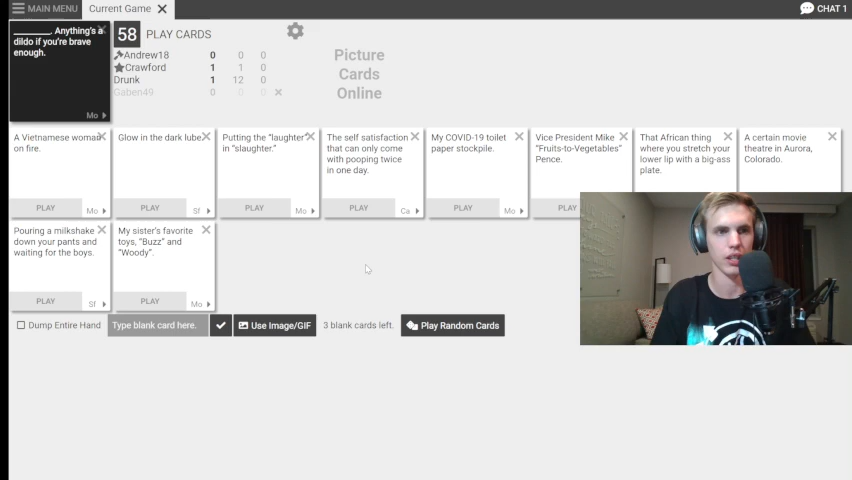 MAIN MENU
Current Game
CHAT 1
________. Anything's a
dildo if you're brave
enough.
Mo
58 PLAY CARDS
Andrew18 0 0 0
Crawford 1 1 0
Drunk 1 12 0
Gaben49 0 0 0
Picture
Cards
Online
A Vietnamese woman
on fire.
PLAY
Mo
Glow in the dark lube.
PLAY
Sf
Putting the "laughter"
in "slaughter."
PLAY
Mo
The self satisfaction
that can only come
with pooping twice
in one day.
PLAY
Ca
My COVID-19 toilet
paper stockpile.
PLAY
Mo
Vice President Mike
"Fruits-to-Vegetables"
Pence.
PLAY
That African thing
where you stretch your
lower lip with a big-ass
plate.
A certain movie
theatre in Aurora,
Colorado.
Pouring a milkshake
down your pants and
waiting for the boys.
PLAY
Sf
My sister's favorite
toys, "Buzz" and
"Woody".
PLAY
Mo
Dump Entire Hand
Type blank card here.
Use Image/GIF
3 blank cards left.
Play Random Cards